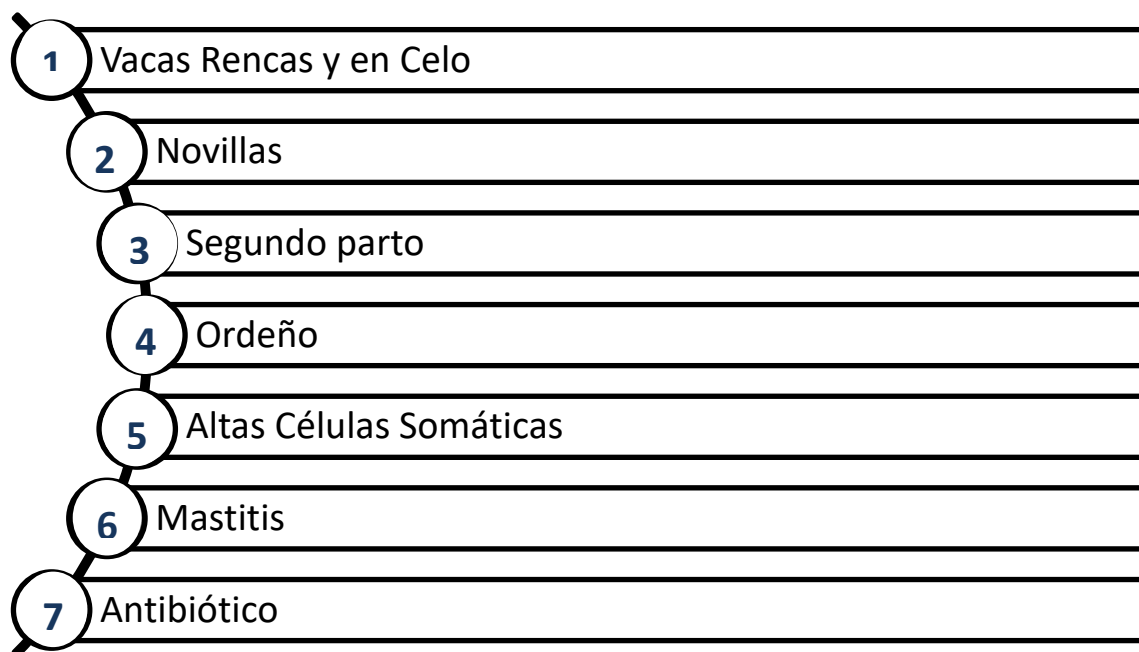 1 Vacas Rencas y en Celo
2 Novillas
3 Segundo parto
4 Ordeño
5 Altas Células Somáticas
6 Mastitis
7 Antibiótico